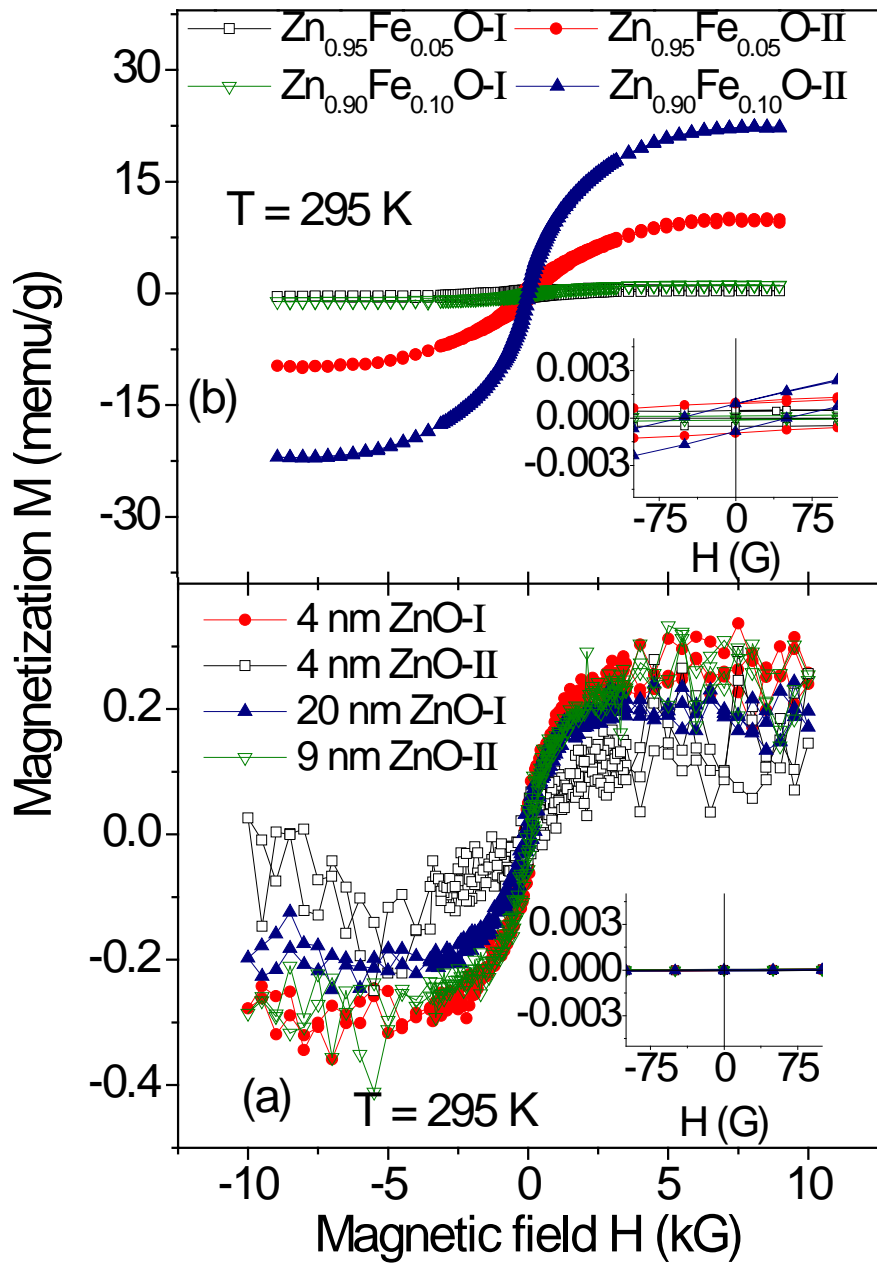 Zn0.95Fe0.05O-I Zn0.95Fe0.05O-II
Zn0.90Fe0.10O-I Zn0.90Fe0.10O-II
T = 295 K
(b)
30
15
0
-15
-30
0.003
0.000
-0.003
-75 0 75
H (G)
Magnetization M (memu/g)
4 nm ZnO-I
4 nm ZnO-II
20 nm ZnO-I
9 nm ZnO-II
0.2
0.0
-0.2
-0.4
0.003
0.000
-0.003
-75 0 75
H (G)
(a)
T = 295 K
-10 -5 0 5 10
Magnetic field H (kG)